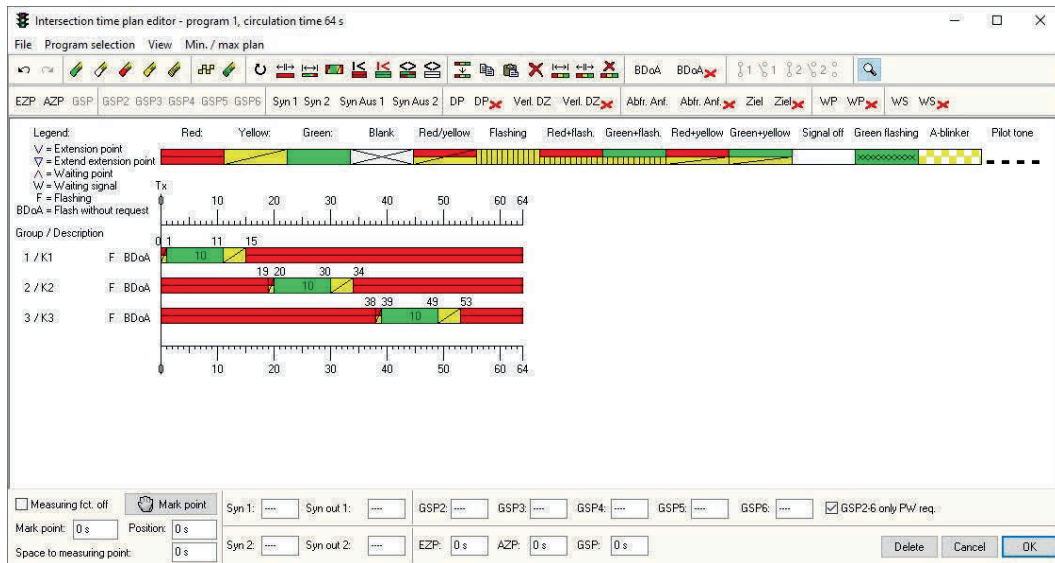 Intersection time plan editor - program 1, circulation time 64 s
File Program selection View Min. / max plan
BDoA BDoA 1 1 2 2
EZP AZP GSP GSP2 GSP3 GSP4 GSP5 GSP6 Syn 1 Syn 2 Syn Aus 1 Syn Aus 2 DP DP Verl. DZ Verl. DZ Abfr. Anf. Abfr. Anf. Ziel Ziel WP WP WS WS
Legend: Red: Yellow: Green: Blank Red/yellow Flashing Red+flash. Green+flash. Red+yellow Green+yellow Signal off Green flashing A-blinker Pilot tone
V = Extension point
∇ = Extend extension point
Λ = Waiting point
W = Waiting signal
F = Flashing
BDoA = Flash without request
Tx
0 10 20 30 40 50 60 64
Group / Description
0 1 11 15
1 / K1 F BDoA 10
19 20 30 34
2 / K2 F BDoA 10
38 39 49 53
3 / K3 F BDoA 10
0 10 20 30 40 50 60 64
Measuring fct. off Mark point Syn 1: ---- Syn out 1: ---- GSP2: ---- GSP3: ---- GSP4: ---- GSP5: ---- GSP6: ---- GSP2-6 only PW req.
Mark point: 0 s Position: 0 s
Space to measuring point: 0 s Syn 2: ---- Syn out 2: ---- EZP: 0 s AZP: 0 s GSP: 0 s Delete Cancel OK